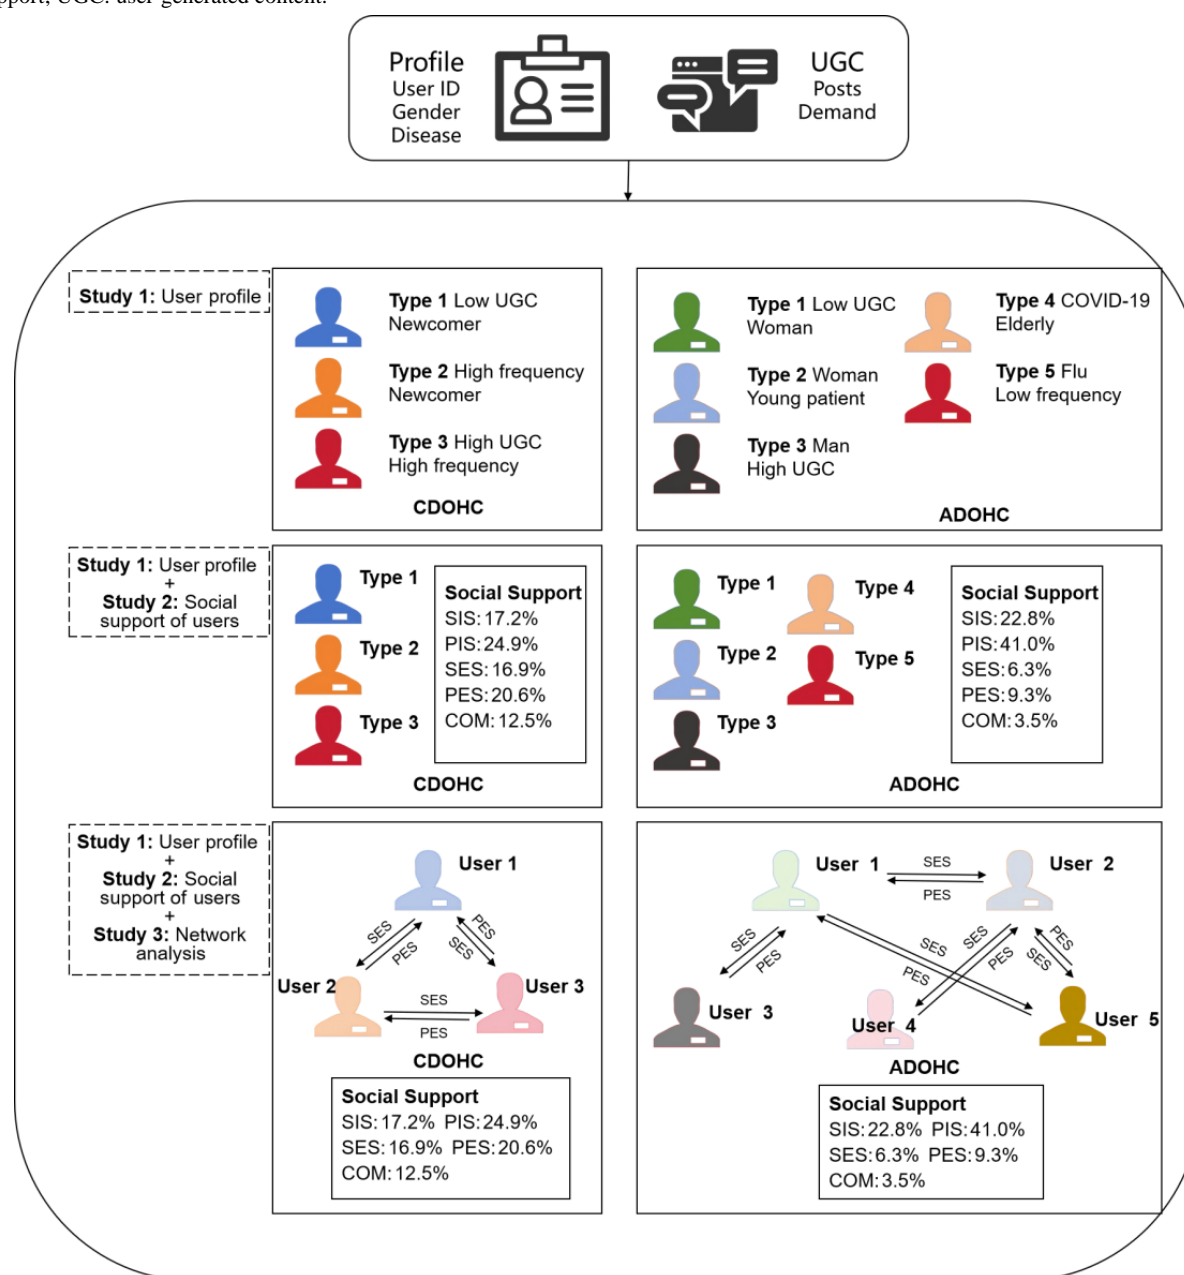 pport; UGC: user-generated content.
Profile
User ID
Gender
Disease
UGC
Posts
Demand
Study 1: User profile
Type 1 Low UGC
Newcomer
Type 2 High frequency
Newcomer
Type 3 High UGC
High frequency
CDOHC
Type 1 Low UGC
Woman
Type 2 Woman
Young patient
Type 3 Man
High UGC
Type 4 COVID-19
Elderly
Type 5 Flu
Low frequency
ADOHC
Study 1: User profile
+
Study 2: Social
support of users
Type 1
Type 2
Type 3
Social Support
SIS: 17.2%
PIS: 24.9%
SES: 16.9%
PES: 20.6%
COM: 12.5%
CDOHC
Type 1
Type 2
Type 3
Type 4
Type 5
Social Support
SIS: 22.8%
PIS: 41.0%
SES: 6.3%
PES: 9.3%
COM: 3.5%
ADOHC
Study 1: User profile
+
Study 2: Social
support of users
+
Study 3: Network
analysis
User 1
SES
PES
PES
SES
User 2
User 3
SES
PES
CDOHC
Social Support
SIS: 17.2% PIS: 24.9%
SES: 16.9% PES: 20.6%
COM: 12.5%
User 1
SES
PES
User 2
SES
PES
SES
PES
SES
PES
PES
SES
User 3
User 4
User 5
ADOHC
Social Support
SIS: 22.8% PIS: 41.0%
SES: 6.3% PES: 9.3%
COM: 3.5%